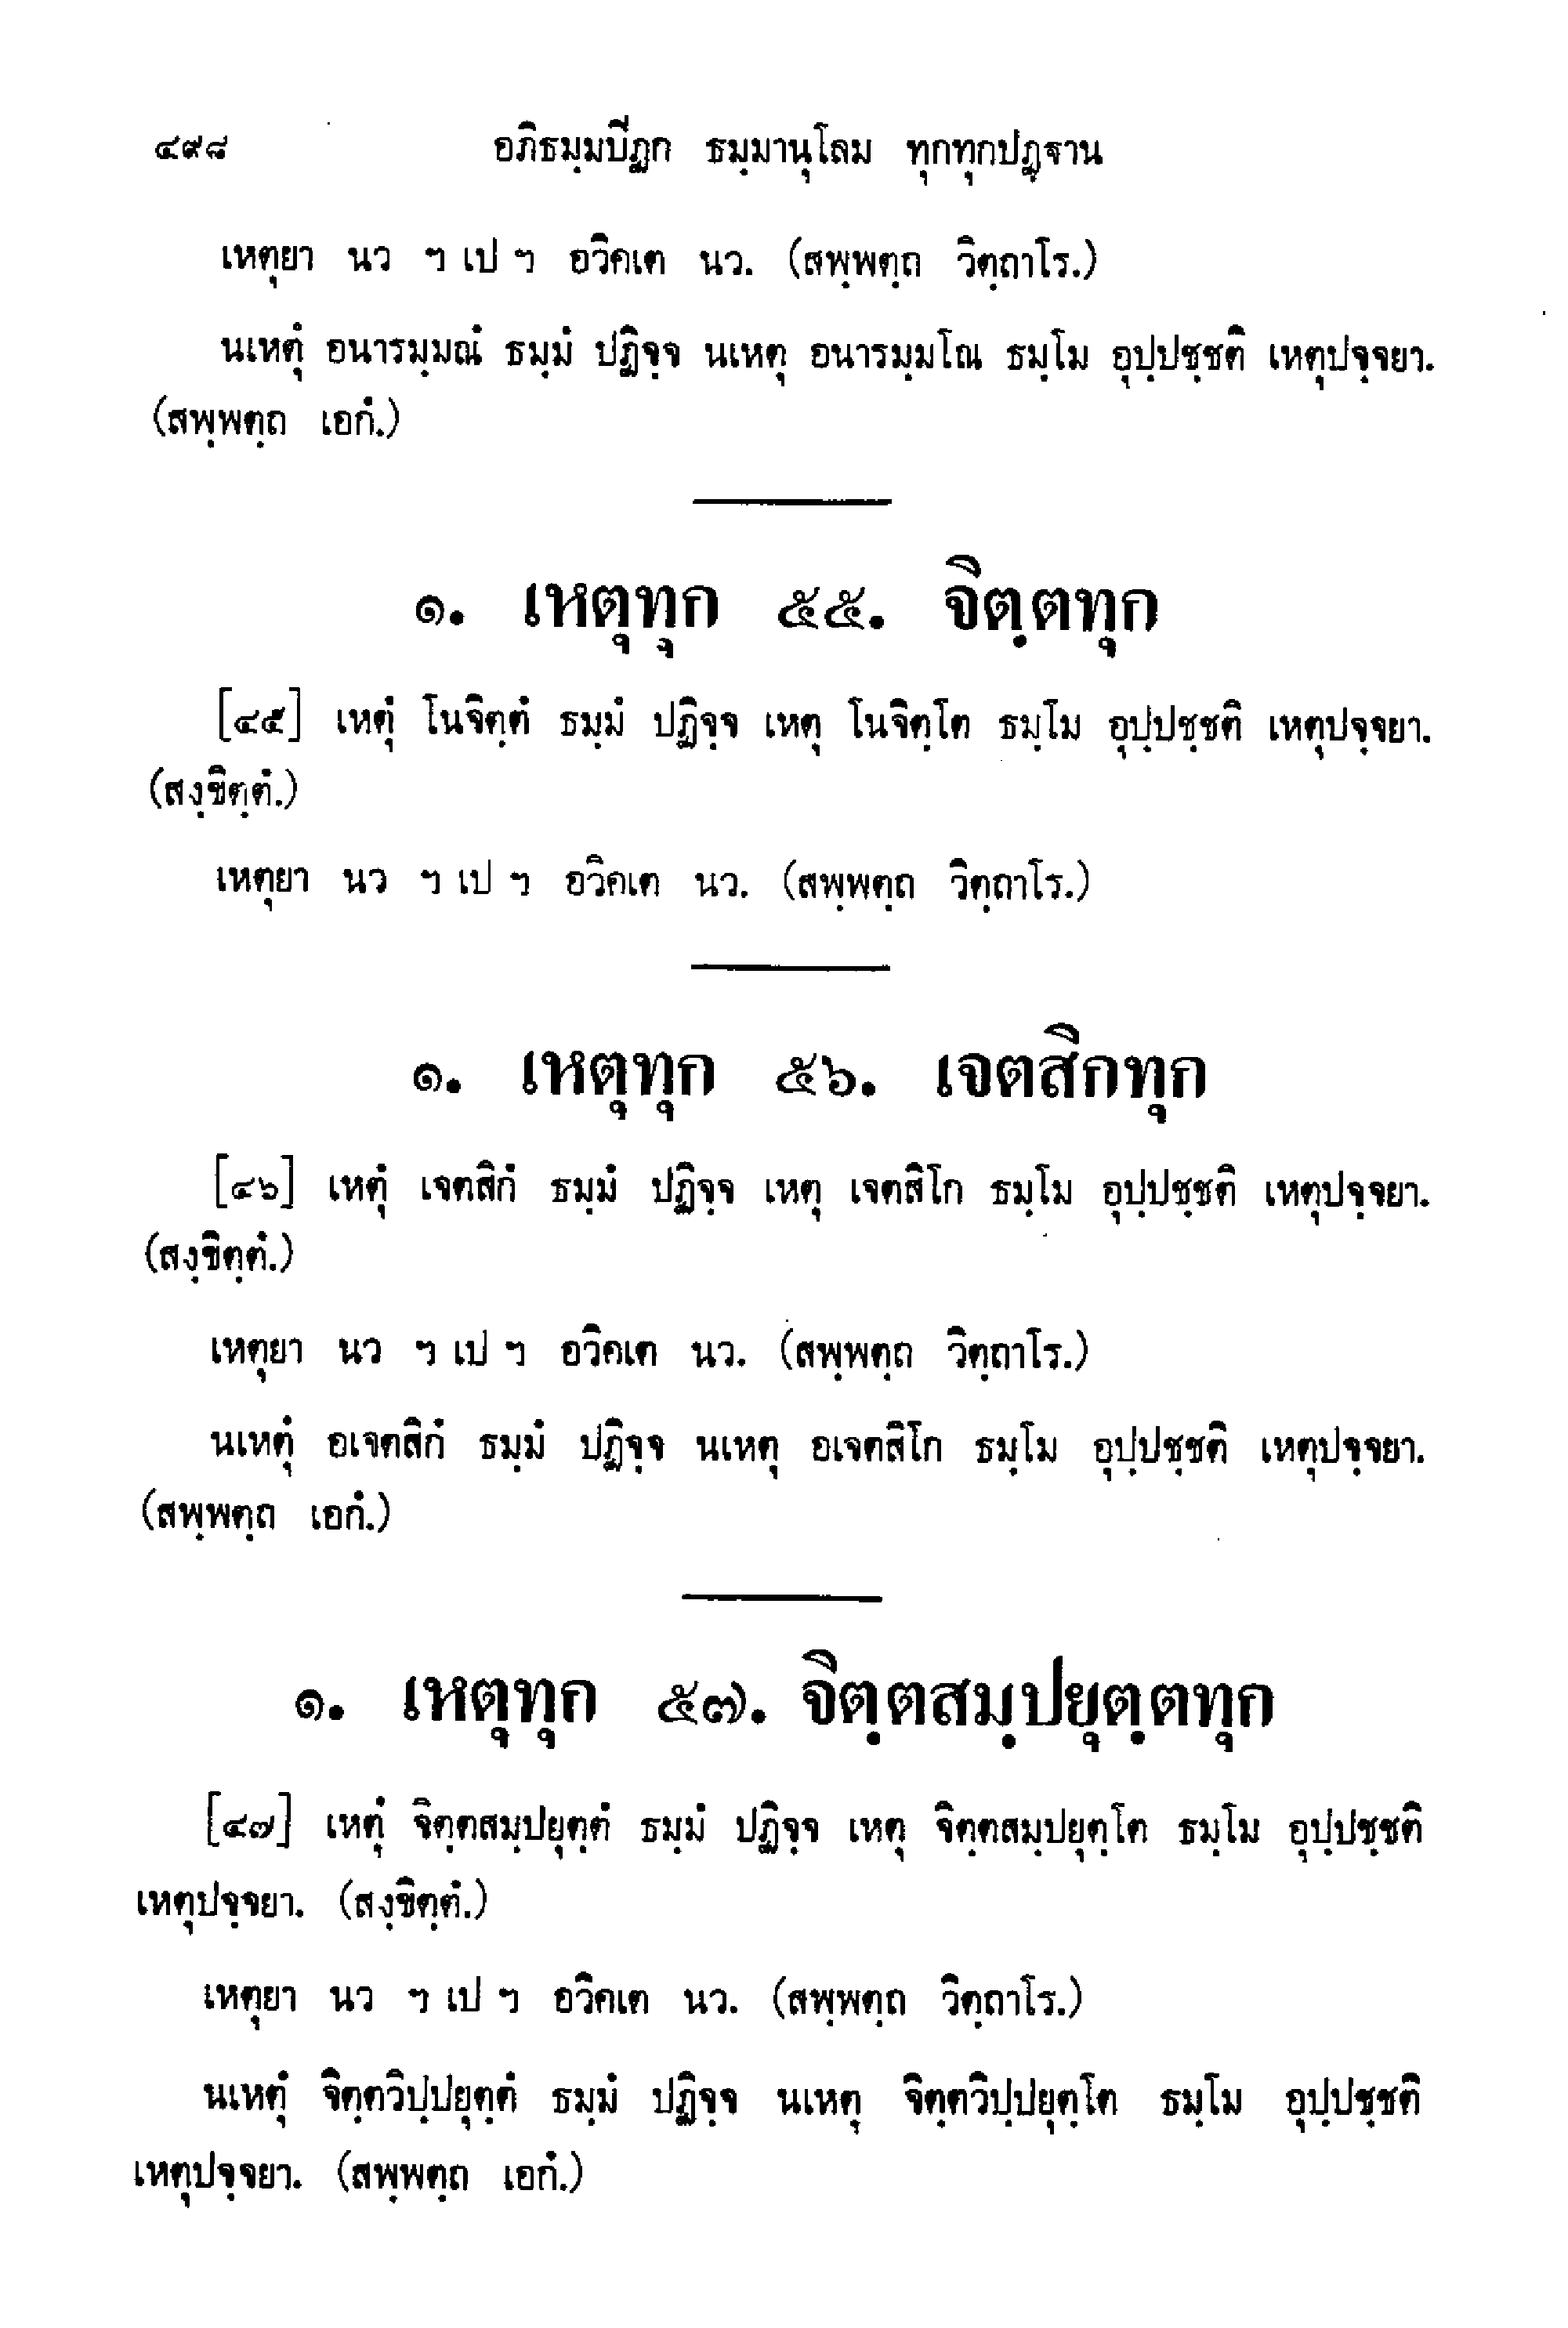 ๔๙๘ อภิธมฺมปิฏก ธมฺมานุโลม ทุกทุกปฏฺฐาน
เหตุยา นว ฯ เป ฯ อวิคเต นว. (สพฺพตฺถ วิตฺถาโร.)
นเหตุํ อนารมฺมณํ ธมฺมํ ปฏิจฺจ นเหตุ อนารมฺมโณ ธมฺโม อุปฺปชฺชติ เหตุปจฺจยา.
(สพฺพตฺถ เอกํ.)
๑. เหตุทุก ๕๕. จิตฺตทุก
[๔๕] เหตุํ โนจิตฺตํ ธมฺมํ ปฏิจฺจ เหตุ โนจิตฺโต ธมฺโม อุปฺปชฺชติ เหตุปจฺจยา.
(สงฺขิตฺตํ.)
เหตุยา นว ฯ เป ฯ อวิคเต นว. (สพฺพตฺถ วิตฺถาโร.)
๑. เหตุทุก ๕๖. เจตสิกทุก
[๔๖] เหตุํ เจตสิกํ ธมฺมํ ปฏิจฺจ เหตุ เจตสิโก ธมฺโม อุปฺปชฺชติ เหตุปจฺจยา.
(สงฺขิตฺตํ.)
เหตุยา นว ฯ เป ฯ อวิคเต นว. (สพฺพตฺถ วิตฺถาโร.)
นเหตุํ อเจตสิกํ ธมฺมํ ปฏิจฺจ นเหตุ อเจตสิโก ธมฺโม อุปฺปชฺชติ เหตุปจฺจยา.
(สพฺพตฺถ เอกํ.)
๑. เหตุทุก ๕๗. จิตฺตสมฺปยุตฺตทุก
[๔๗] เหตุํ จิตฺตสมฺปยุตฺตํ ธมฺมํ ปฏิจฺจ เหตุ จิตฺตสมฺปยุตฺโต ธมฺโม อุปฺปชฺชติ
เหตุปจฺจยา. (สงฺขิตฺตํ.)
เหตุยา นว ฯ เป ฯ อวิคเต นว. (สพฺพตฺถ วิตฺถาโร.)
นเหตุํ จิตฺตวิปฺปยุตฺตํ ธมฺมํ ปฏิจฺจ นเหตุ จิตฺตวิปฺปยุตฺโต ธมฺโม อุปฺปชฺชติ
เหตุปจฺจยา. (สพฺพตฺถ เอกํ.)